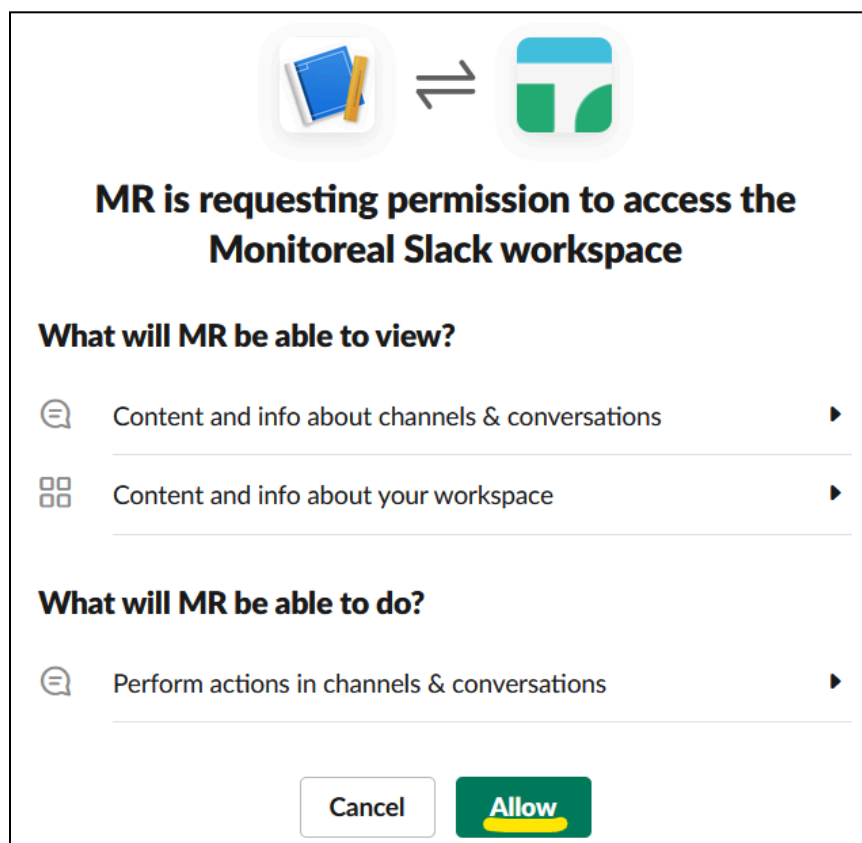 MR is requesting permission to access the
Monitoreal Slack workspace
What will MR be able to view?
Content and info about channels & conversations
Content and info about your workspace
What will MR be able to do?
Perform actions in channels & conversations
Cancel
Allow